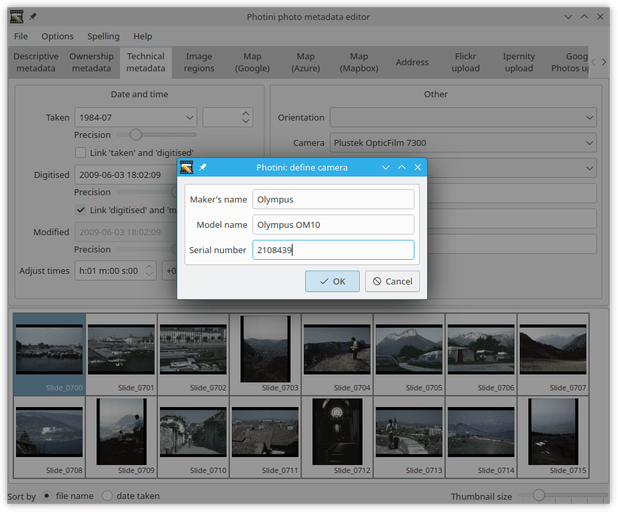 Photini photo metadata editor
File Options Spelling Help
Descriptive metadata
Ownership metadata
Technical metadata
Image regions
Map (Google)
Map (Azure)
Map (Mapbox)
Address
Flickr upload
Ipernity upload
Goog
Photos u
Date and time
Other
Taken 1984-07
Orientation
Precision
Camera Plustek OpticFilm 7300
Link 'taken' and 'digitised'
Digitised 2009-06-03 18:02:09
Precision
Link 'digitised' and 'm
Modified 2009-06-03 18:02:09
Precision
Adjust times h:01 m:00 s:00 +0
Photini: define camera
Maker's name Olympus
Model name Olympus OM10
Serial number 2108439
OK Cancel
Slide_0700 Slide_0701 Slide_0702 Slide_0703 Slide_0704 Slide_0705 Slide_0706 Slide_0707
Slide_0708 Slide_0709 Slide_0710 Slide_0711 Slide_0712 Slide_0713 Slide_0714 Slide_0715
Sort by file name date taken Thumbnail size